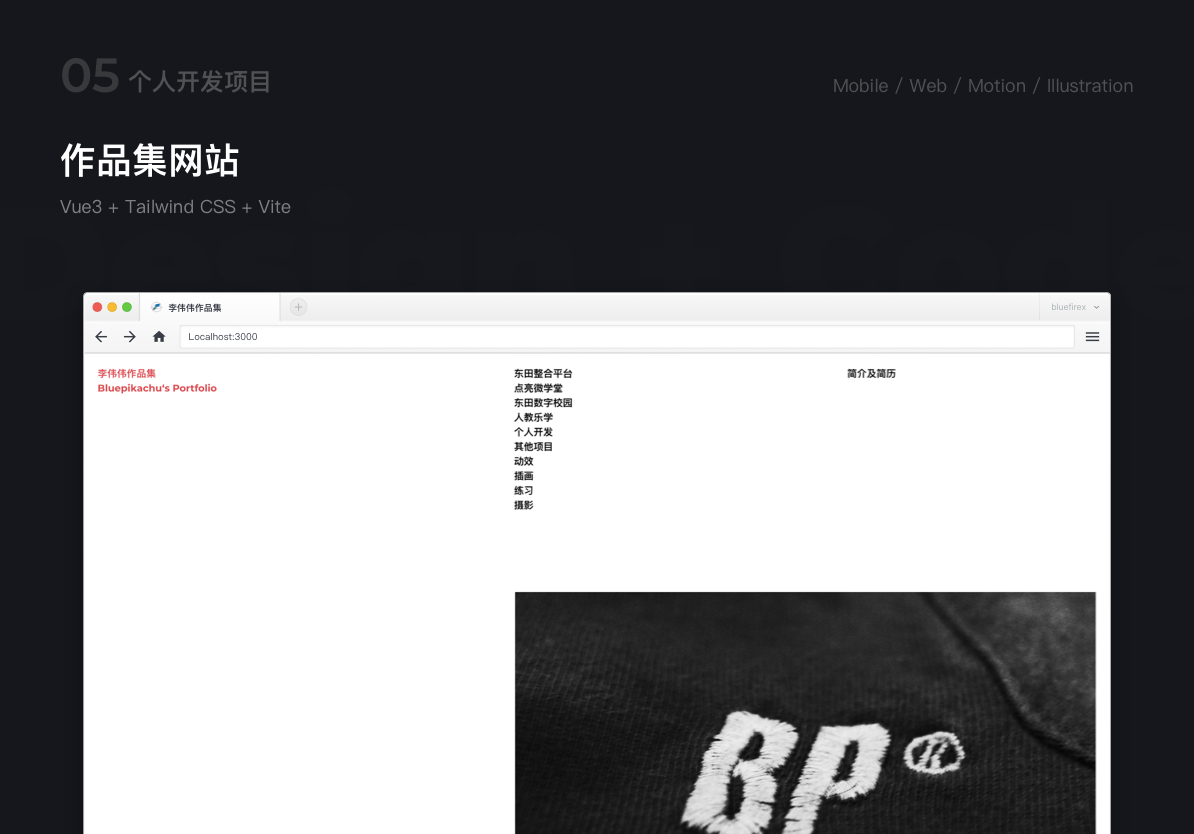 05 个人开发项目
Mobile / Web / Motion / Illustration
作品集网站
Vue3 + Tailwind CSS + Vite
李伟伟作品集
bluefirex
Localhost:3000
李伟伟作品集
Bluepikachu‘s Portfolio
东田整合平台
点亮微学堂
东田数字校园
人教乐学
个人开发
其他项目
动效
插画
练习
摄影
简介及简历
BP